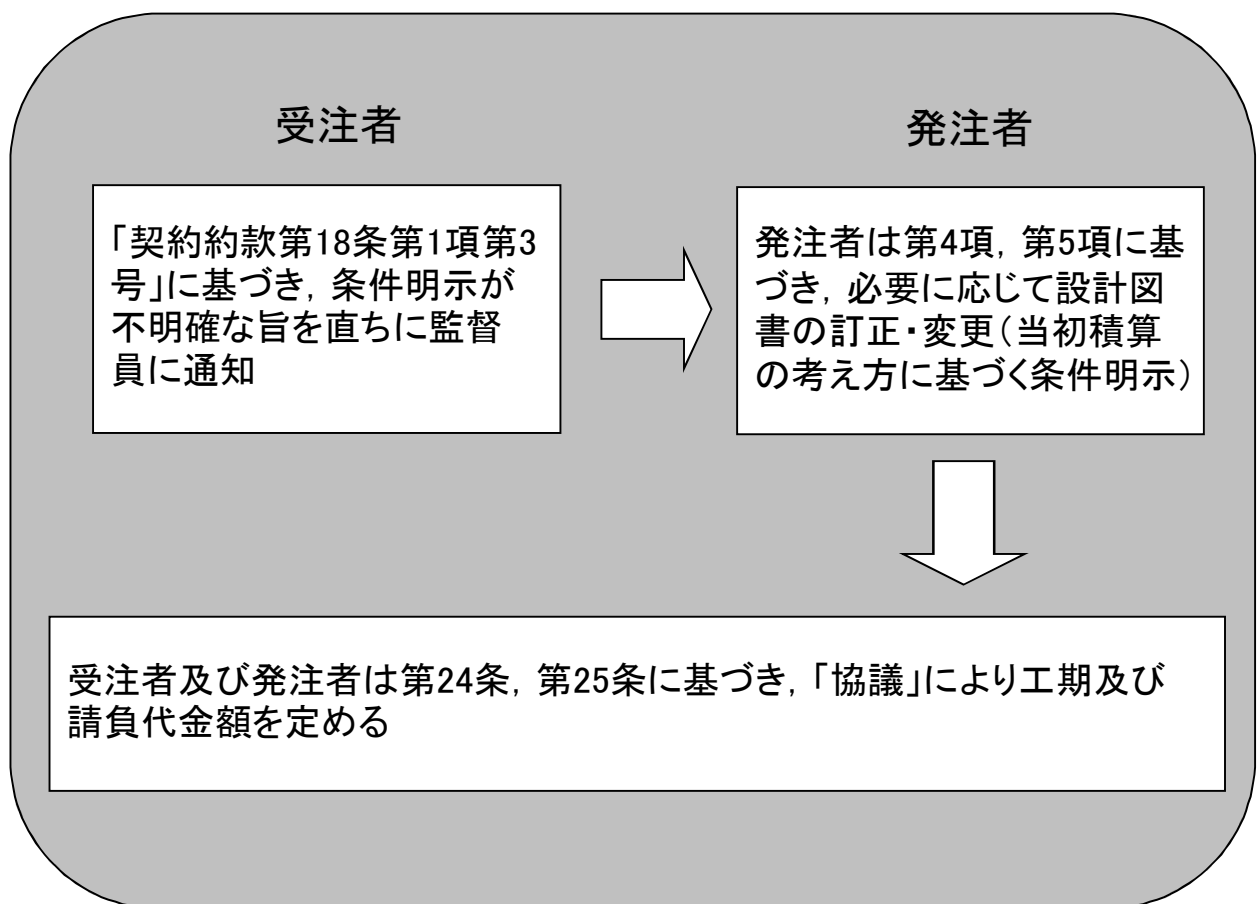 受注者
発注者
「契約約款第18条第1項第3
号」に基づき，条件明示が
不明確な旨を直ちに監督
員に通知
発注者は第4項，第5項に基
づき，必要に応じて設計図
書の訂正・変更（当初積算
の考え方に基づく条件明示）
受注者及び発注者は第24条，第25条に基づき，「協議」により工期及び
請負代金額を定める